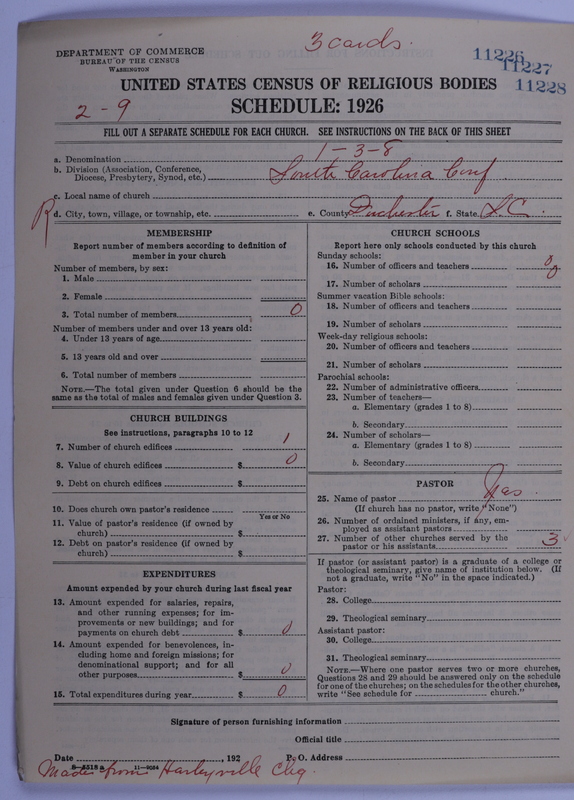 3 cards.
DEPARTMENT OF COMMERCE
BUREAU OF THE CENSUS
WASHINGTON
11226
11227
11228
UNITED STATES CENSUS OF RELIGIOUS BODIES
2-9
SCHEDULE: 1926
FILL OUT A SEPARATE SCHEDULE FOR EACH CHURCH. SEE INSTRUCTIONS ON THE BACK OF THIS SHEET
a. Denomination 1-3-8
b. Division (Association, Conference,
Diocese, Presbytery, Synod, etc.) South Carolina Conf
c. Local name of church
R d. City, town, village, or township, etc. e. County Duchester f. State S.C.
MEMBERSHIP
Report number of members according to definition of
member in your church
Number of members, by sex:
1. Male
2. Female
3. Total number of members 0
Number of members under and over 13 years old:
4. Under 13 years of age
5. 13 years old and over
6. Total number of members
NOTE.—The total given under Question 6 should be the
same as the total of males and females given under Question 3.
CHURCH BUILDINGS
See instructions, paragraphs 10 to 12
7. Number of church edifices 1
8. Value of church edifices $ 0
9. Debt on church edifices $
10. Does church own pastor's residence
Yes or No
11. Value of pastor's residence (if owned by
church) $
12. Debt on pastor's residence (if owned by
church) $
EXPENDITURES
Amount expended by your church during last fiscal year
13. Amount expended for salaries, repairs,
and other running expenses; for im-
provements or new buildings; and for
payments on church debt $ 0
14. Amount expended for benevolences, in-
cluding home and foreign missions; for
denominational support; and for all
other purposes $ 0
15. Total expenditures during year $ 0
CHURCH SCHOOLS
Report here only schools conducted by this church
Sunday schools:
16. Number of officers and teachers 0
17. Number of scholars 0
Summer vacation Bible schools:
18. Number of officers and teachers
19. Number of scholars
Week-day religious schools:
20. Number of officers and teachers
21. Number of scholars
Parochial schools:
22. Number of administrative officers
23. Number of teachers—
a. Elementary (grades 1 to 8)
b. Secondary
24. Number of scholars—
a. Elementary (grades 1 to 8)
b. Secondary
PASTOR
25. Name of pastor Yes.
(If church has no pastor, write "None")
26. Number of ordained ministers, if any, em-
ployed as assistant pastors
27. Number of other churches served by the
pastor or his assistants 3
If pastor (or assistant pastor) is a graduate of a college or
theological seminary, give name of institution below. (If
not a graduate, write "No" in the space indicated.)
Pastor:
28. College
29. Theological seminary
Assistant pastor:
30. College
31. Theological seminary
NOTE.—Where one pastor serves two or more churches,
Questions 28 and 29 should be answered only on the schedule
for one of the churches; on the schedules for the other churches,
write "See schedule for church."
Signature of person furnishing information
Official title
Date , 192 P. O. Address
8-5518a 11-9024
Made from Harleyville Chg.